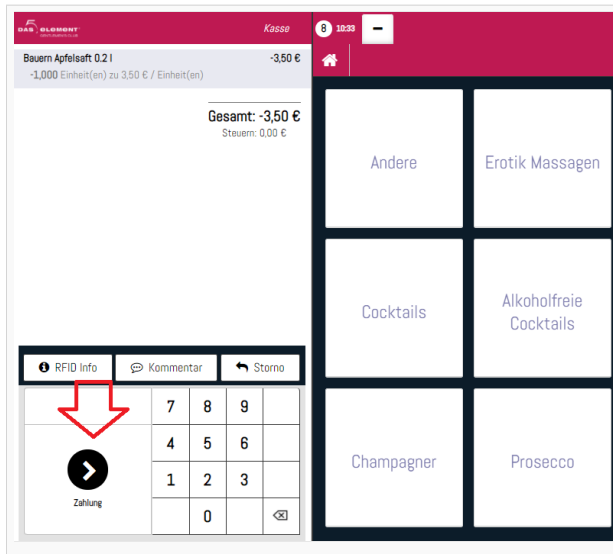 DAS ELEMENT
Kasse
8 10:33
Bauern Apfelsaft 0.2 l -3,50 €
-1,000 Einheit(en) zu 3,50 € / Einheit(en)
Gesamt: -3,50 €
Steuern: 0,00 €
Andere
Erotik Massagen
Cocktails
Alkoholfreie
Cocktails
Champagner
Prosecco
RFID Info
Kommentar
Storno
7 8 9
4 5 6
1 2 3
0
Zahlung